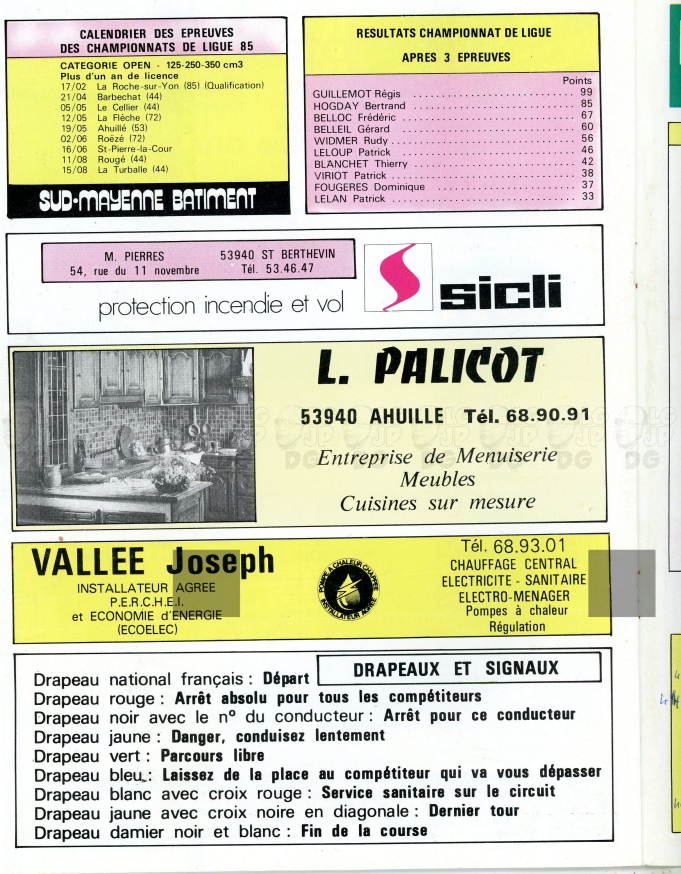 CALENDRIER DES EPREUVES
DES CHAMPIONNATS DE LIGUE 85
CATEGORIE OPEN - 125-250-350 cm3
Plus d'un an de licence
17/02 La Roche-sur-Yon (85) (Qualification)
21/04 Barbechat (44)
05/05 Le Cellier (44)
12/05 La Flèche (72)
19/05 Ahuillé (53)
02/06 Roëzé (72)
16/06 St-Pierre-la-Cour
11/08 Rougé (44)
15/08 La Turballe (44)
SUD-MAYENNE BATIMENT
RESULTATS CHAMPIONNAT DE LIGUE
APRES 3 EPREUVES
Points
GUILLEMOT Régis 99
HOGDAY Bertrand 85
BELLOC Frédéric 67
BELLEIL Gérard 60
WIDMER Rudy 56
LELOUP Patrick 46
BLANCHET Thierry 42
VIRIOT Patrick 38
FOUGERES Dominique 37
LELAN Patrick 33
M. PIERRES 53940 ST BERTHEVIN
54, rue du 11 novembre Tél. 53.46.47
protection incendie et vol
sicli
L. PALICOT
53940 AHUILLE Tél. 68.90.91
Entreprise de Menuiserie
Meubles
Cuisines sur mesure
VALLEE Joseph
INSTALLATEUR AGREE
P.E.R.C.H.E.I.
et ECONOMIE d'ENERGIE
(ECOELEC)
POMPE A CHALEUR CHAFFEE
INSTALLATEUR AGREE
Tél. 68.93.01
CHAUFFAGE CENTRAL
ELECTRICITE - SANITAIRE
ELECTRO-MENAGER
Pompes à chaleur
Régulation
DRAPEAUX ET SIGNAUX
Drapeau national français : Départ
Drapeau rouge : Arrêt absolu pour tous les compétiteurs
Drapeau noir avec le n° du conducteur : Arrêt pour ce conducteur
Drapeau jaune : Danger, conduisez lentement
Drapeau vert : Parcours libre
Drapeau bleu : Laissez de la place au compétiteur qui va vous dépasser
Drapeau blanc avec croix rouge : Service sanitaire sur le circuit
Drapeau jaune avec croix noire en diagonale : Dernier tour
Drapeau damier noir et blanc : Fin de la course